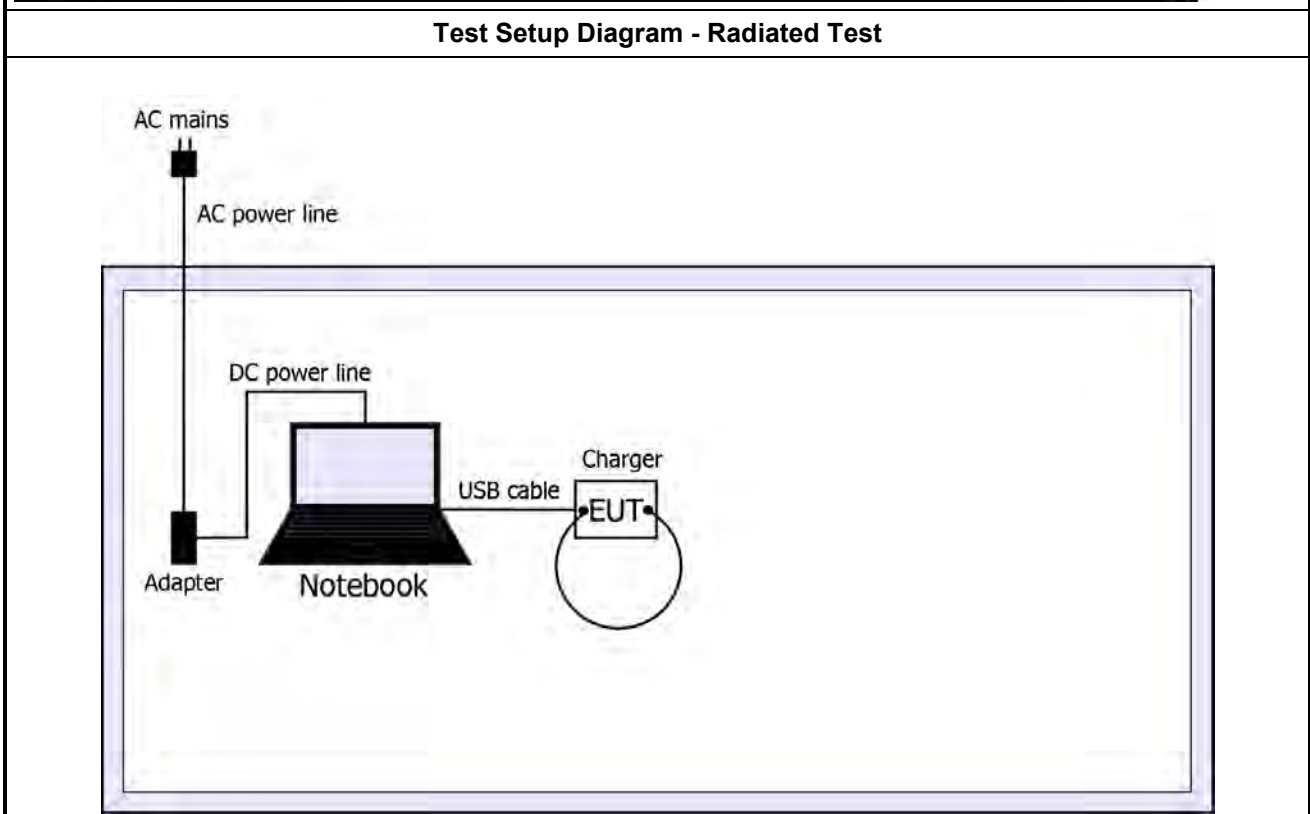 Test Setup Diagram - Radiated Test
AC mains
AC power line
DC power line
Charger
USB cable
EUT
Adapter
Notebook